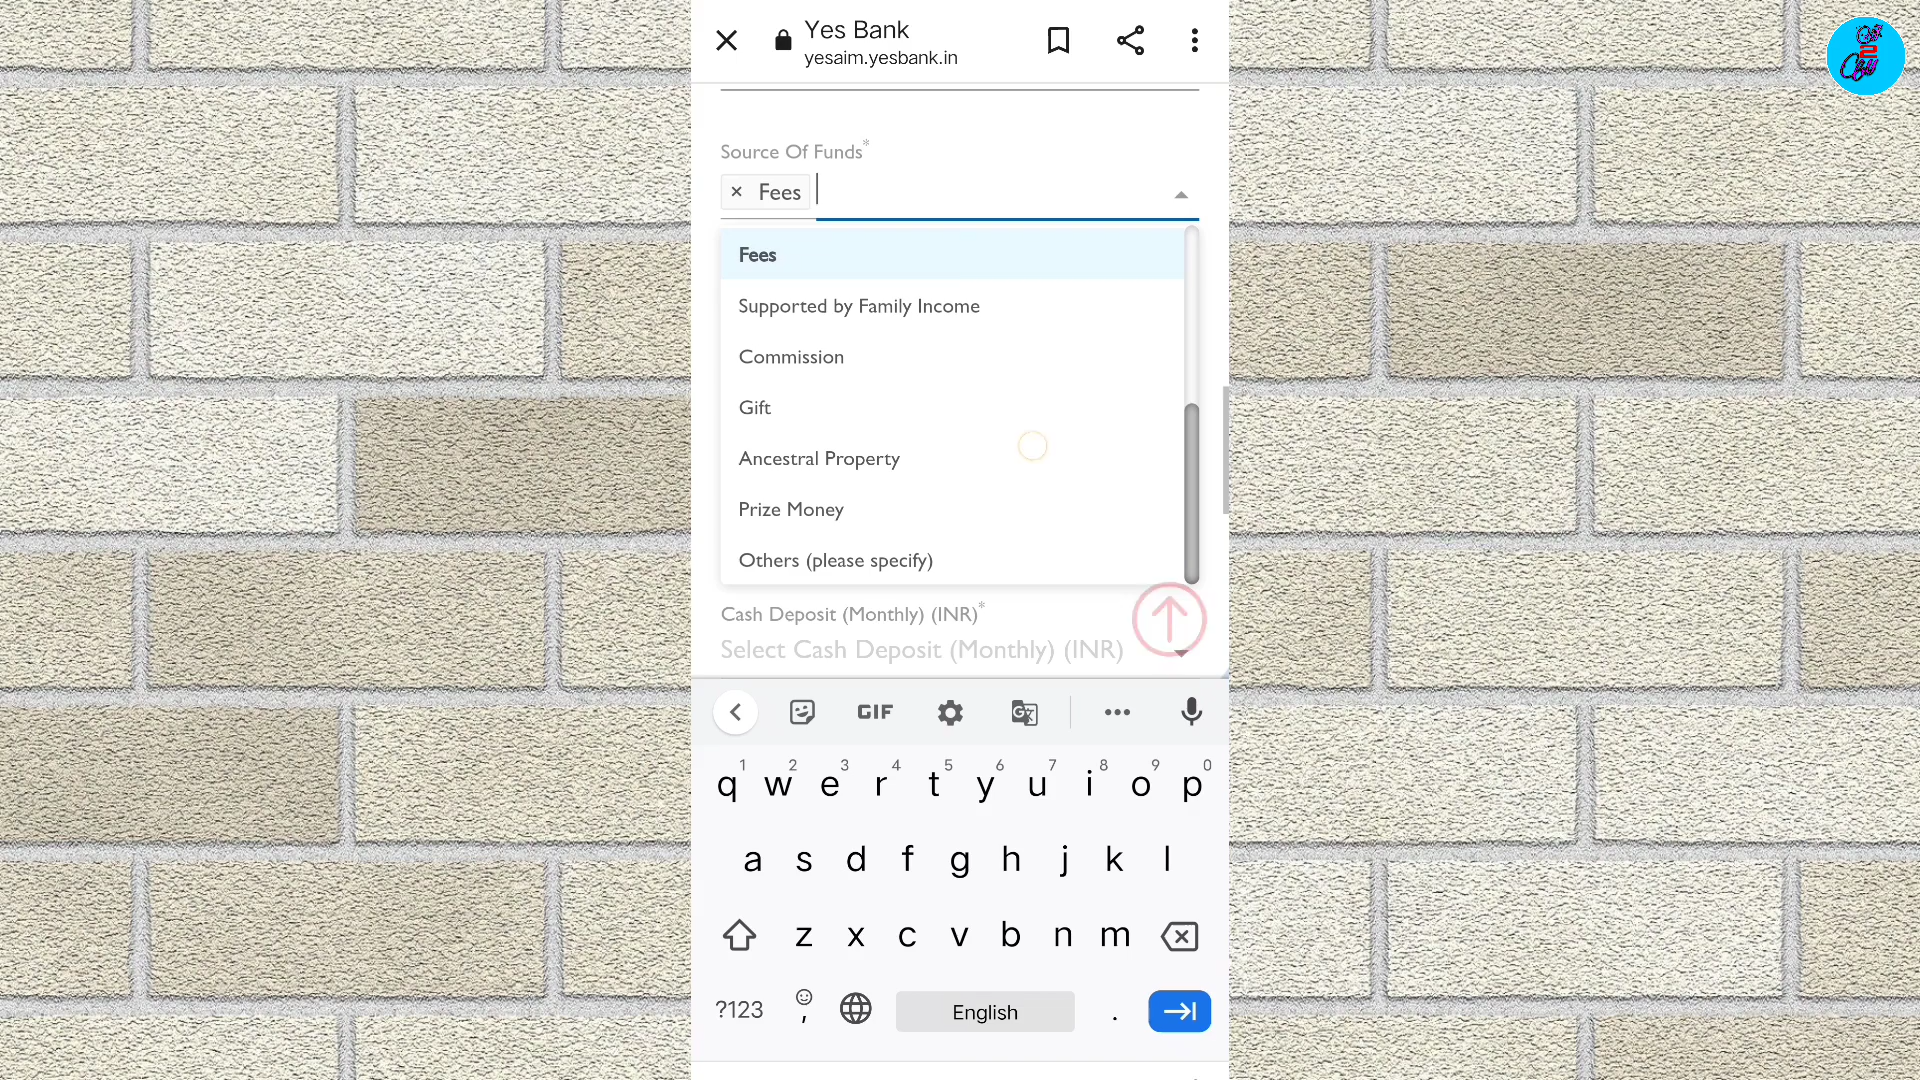 Yes Bank
yesaim.yesbank.in
Source Of Funds*
× Fees
Fees
Supported by Family Income
Commission
Gift
Ancestral Property
Prize Money
Others (please specify)
Cash Deposit (Monthly) (INR)*
Select Cash Deposit (Monthly) (INR)
GIF
1 2 3 4 5 6 7 8 9 0
q w e r t y u i o p
a s d f g h j k l
z x c v b n m
?123 , English .